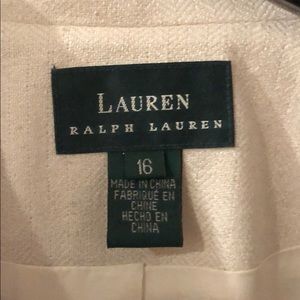 LAUREN
RALPH LAUREN
16
MADE IN CHINA
FABRIQUÉ EN
CHINE
HECHO EN
CHINA